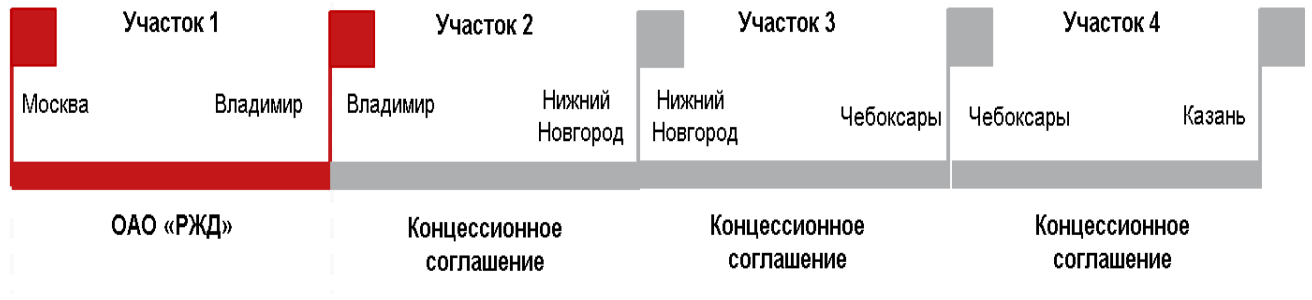 Участок 1
Участок 2
Участок 3
Участок 4
Москва
Владимир
Владимир
Нижний
Новгород
Нижний
Новгород
Чебоксары
Чебоксары
Казань
ОАО «РЖД»
Концессионное
соглашение
Концессионное
соглашение
Концессионное
соглашение